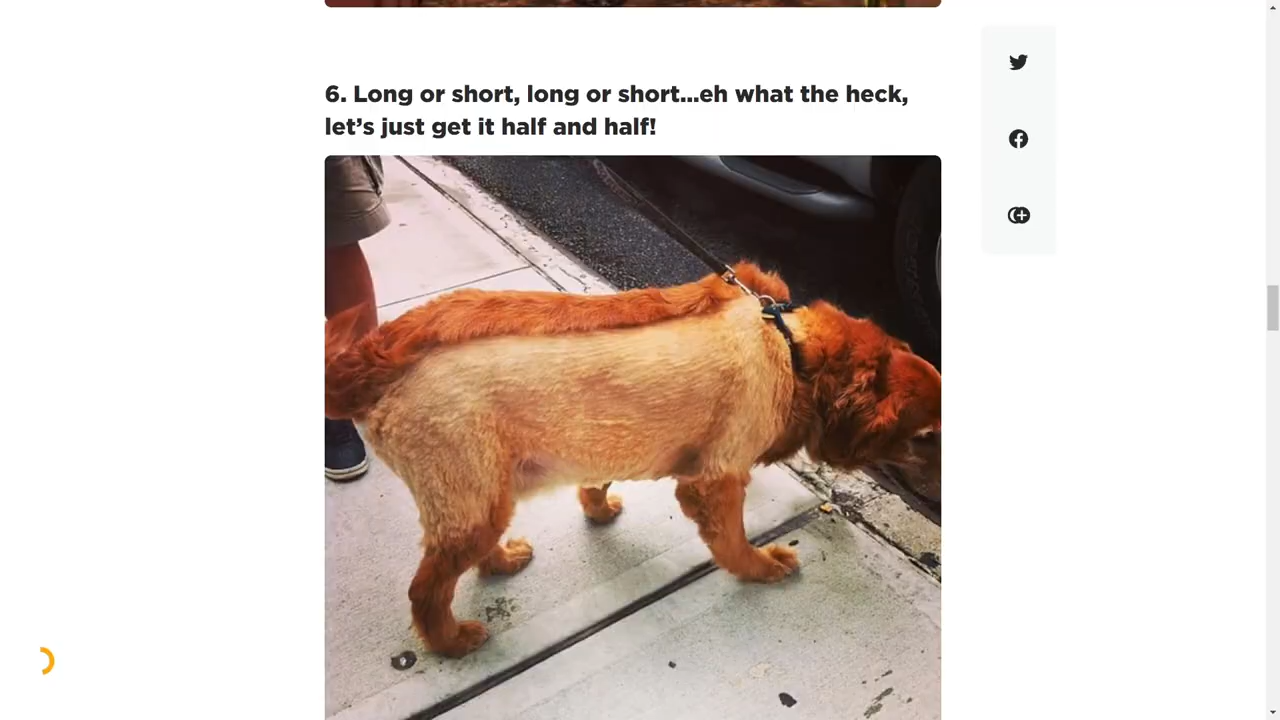 6. Long or short, long or short...eh what the heck,
let’s just get it half and half!